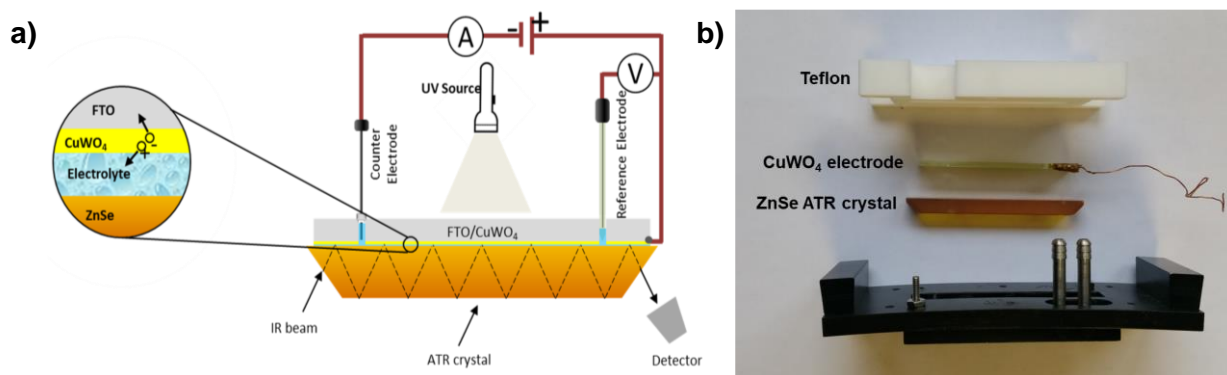 a)
A
-
+
V
UV Source
Counter
Electrode
Reference Electrode
FTO
CuWO₄
Electrolyte
ZnSe
+
-
FTO/CuWO₄
IR beam
ATR crystal
Detector
b)
Teflon
CuWO₄ electrode
ZnSe ATR crystal